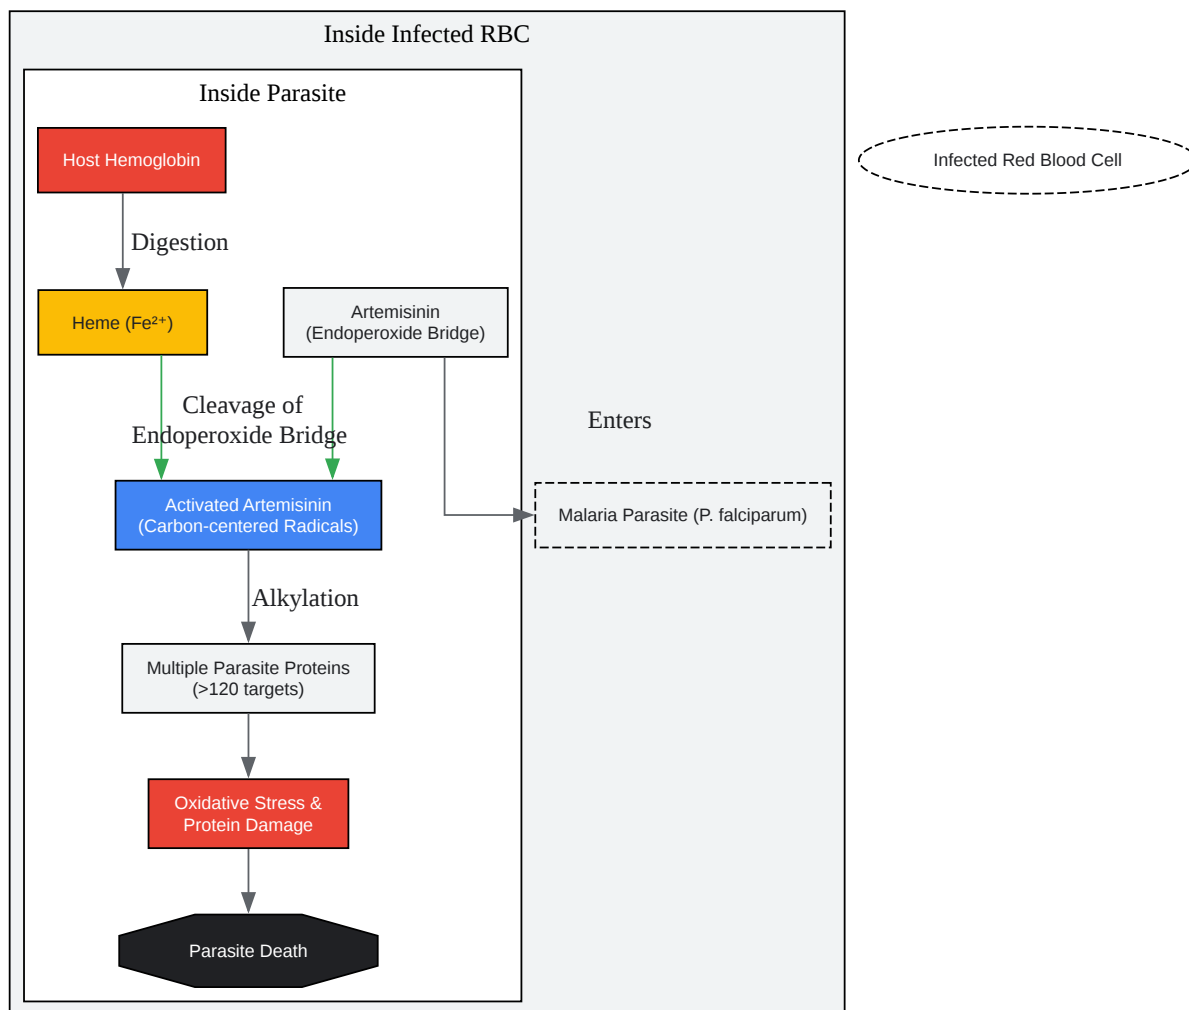 Inside Infected RBC
Inside Parasite
Host Hemoglobin
Infected Red Blood Cell
Digestion
Heme (Fe²⁺)
Artemisinin
(Endoperoxide Bridge)
Cleavage of
Endoperoxide Bridge
Enters
Activated Artemisinin
(Carbon-centered Radicals)
Malaria Parasite (P. falciparum)
Alkylation
Multiple Parasite Proteins
(>120 targets)
Oxidative Stress &
Protein Damage
Parasite Death